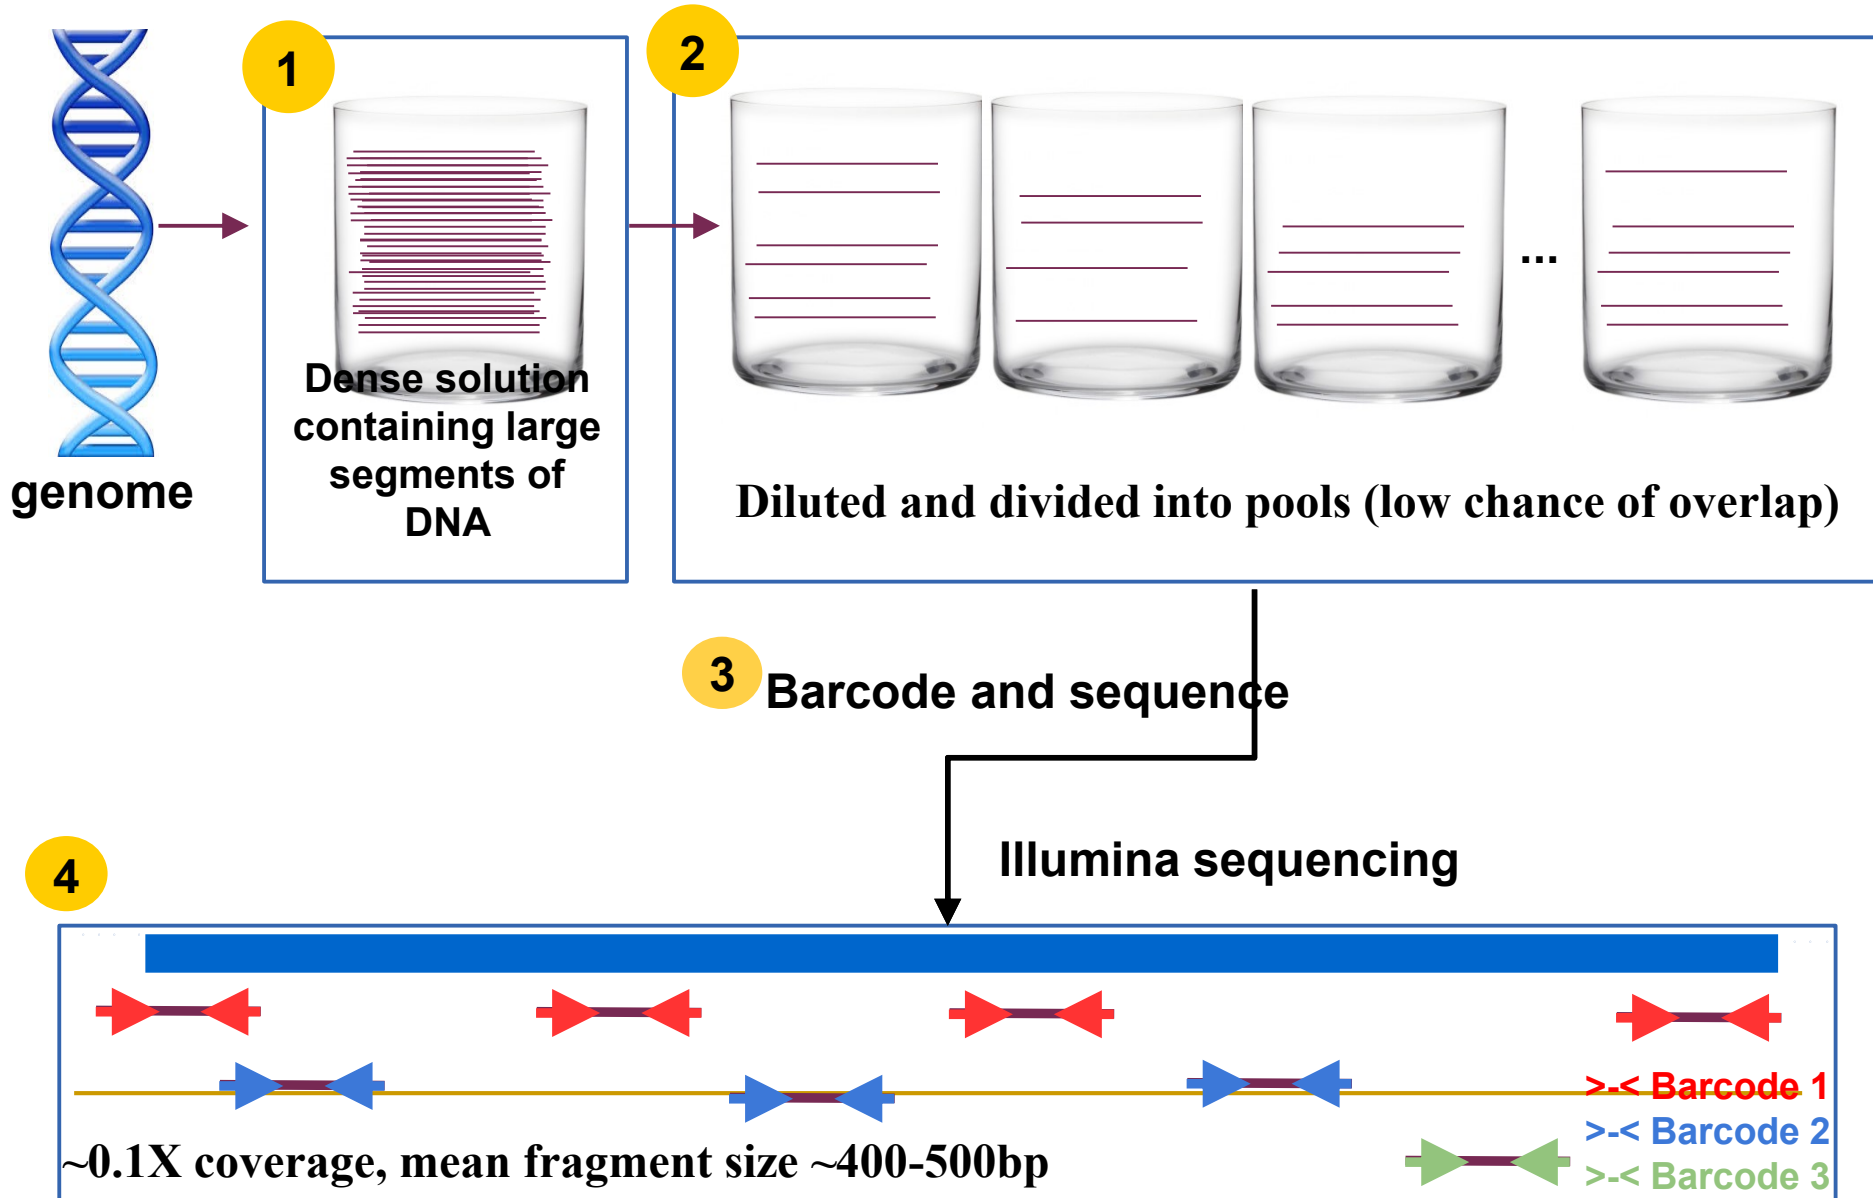 1
2
genome
Dense solution
containing large
segments of
DNA
...
Diluted and divided into pools (low chance of overlap)
3
Barcode and sequence
Illumina sequencing
4
>-< Barcode 1
>-< Barcode 2
>-< Barcode 3
~0.1X coverage, mean fragment size ~400-500bp